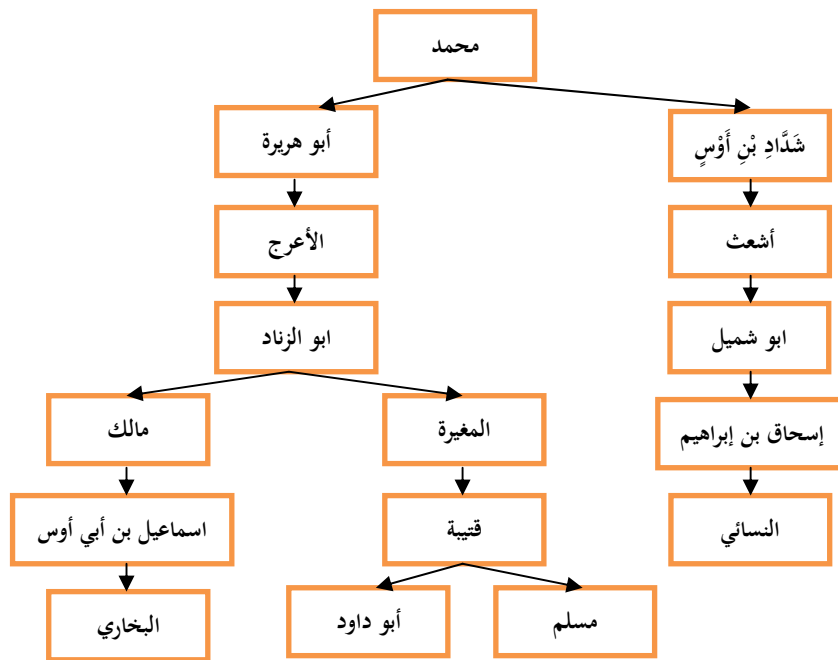 محمد
أبو هريرة
شَدَّادِ بْنِ أَوْسٍ
الأعرج
أشعث
ابو الزناد
ابو شميل
مالك
المغيرة
إسحاق بن إبراهيم
اسماعيل بن أبي أوس
قتيبة
النسائي
البخاري
أبو داود
مسلم